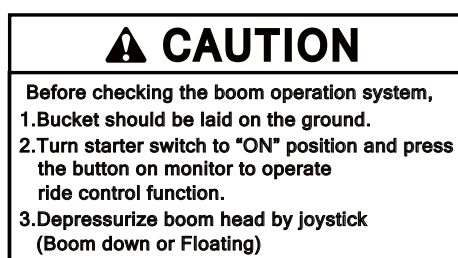 CAUTION
Before checking the boom operation system,
1.Bucket should be laid on the ground.
2.Turn starter switch to “ON” position and press
the button on monitor to operate
ride control function.
3.Depressurize boom head by joystick
(Boom down or Floating)